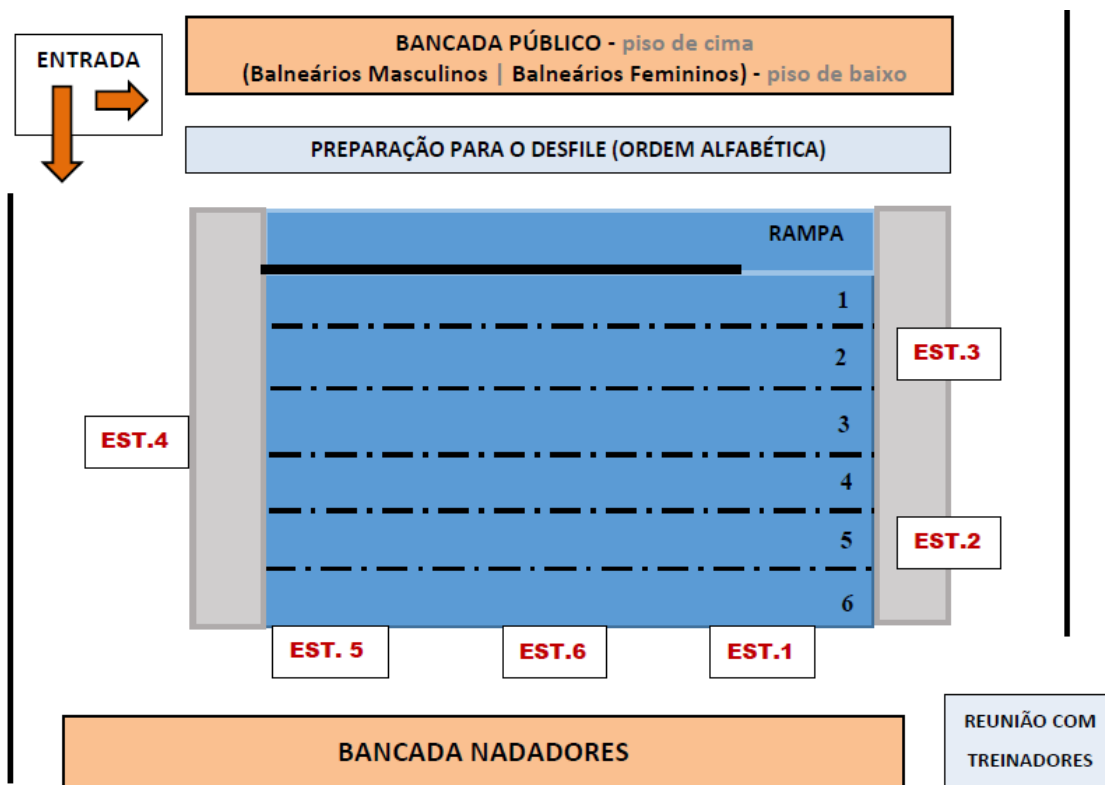 ENTRADA
BANCADA PÚBLICO - piso de cima
(Balneários Masculinos | Balneários Femininos) - piso de baixo
PREPARAÇÃO PARA O DESFILE (ORDEM ALFABÉTICA)
RAMPA
1
2
EST.3
3
EST.4
4
5
EST.2
6
EST. 5
EST.6
EST.1
BANCADA NADADORES
REUNIÃO COM
TREINADORES